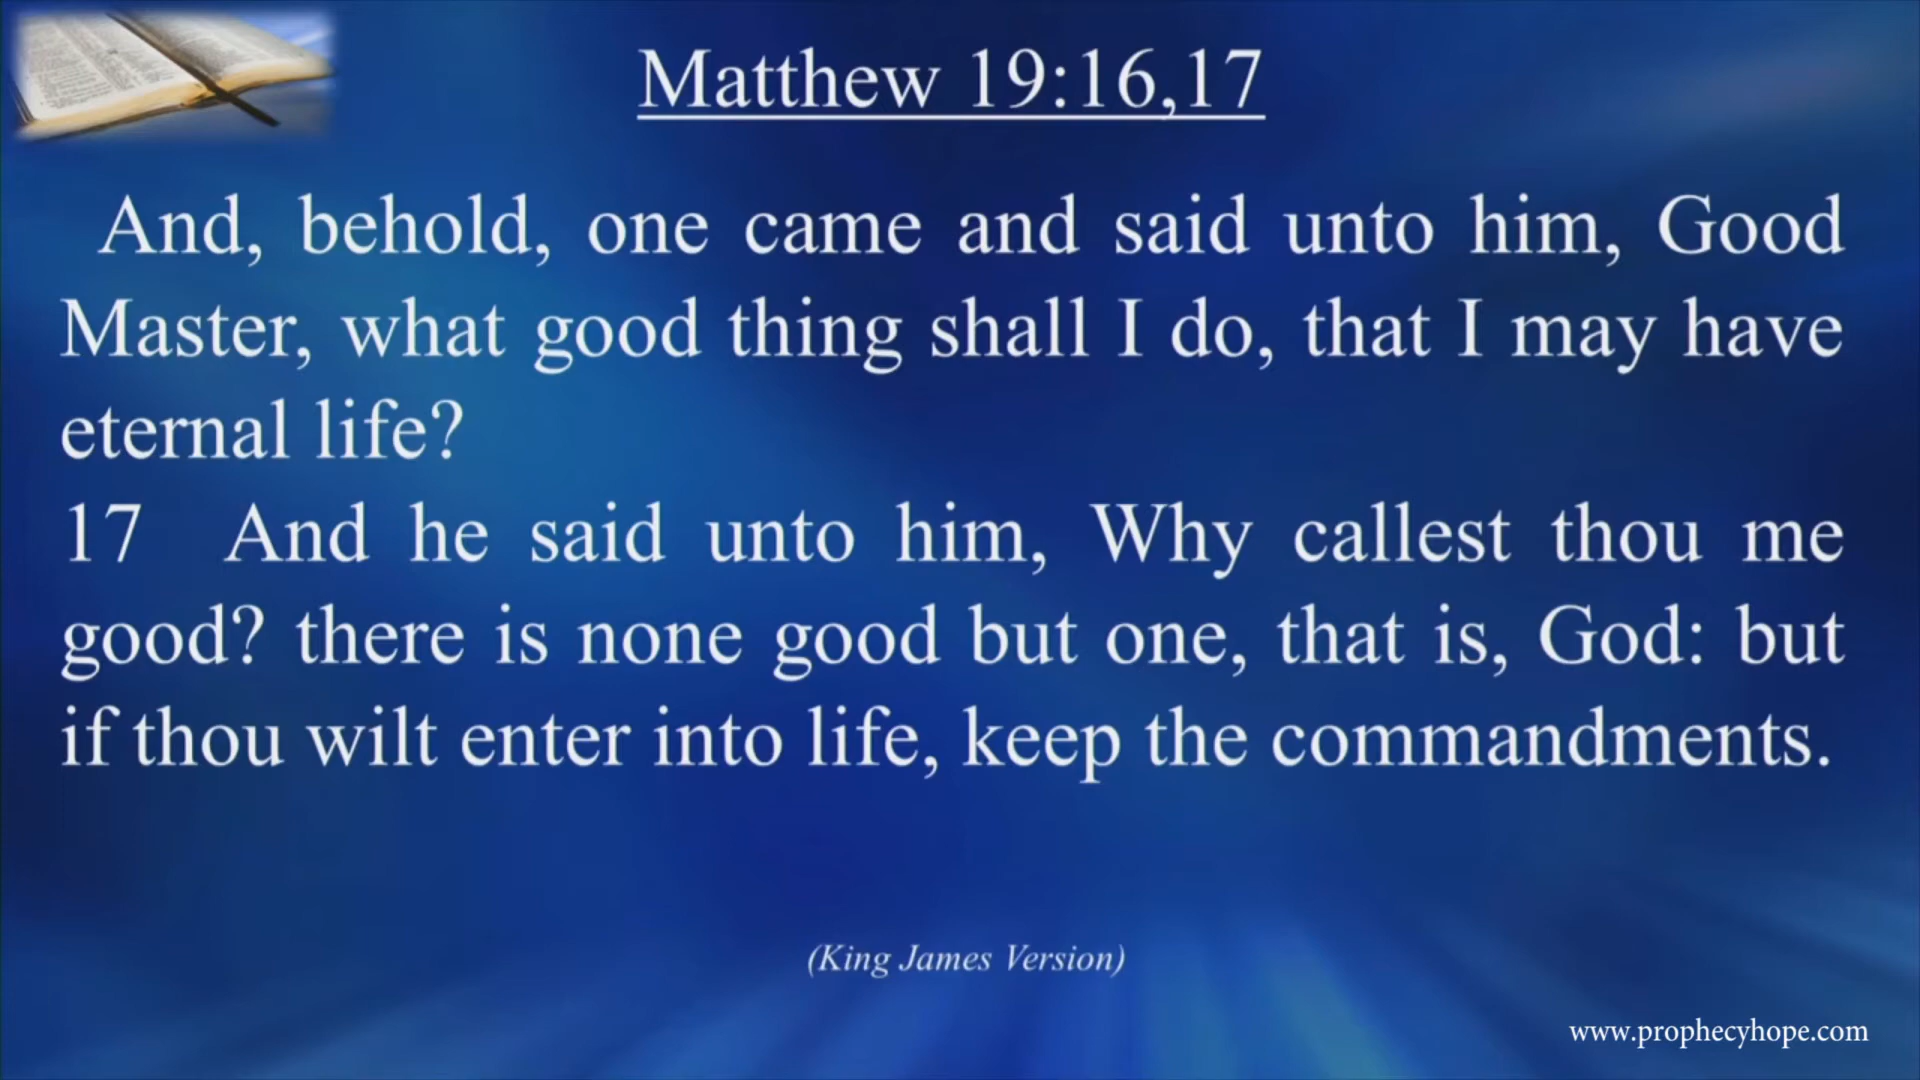 Matthew 19:16,17
And, behold, one came and said unto him, Good
Master, what good thing shall I do, that I may have
eternal life?
17 And he said unto him, Why callest thou me
good? there is none good but one, that is, God: but
if thou wilt enter into life, keep the commandments.
(King James Version)
www.prophecyhope.com